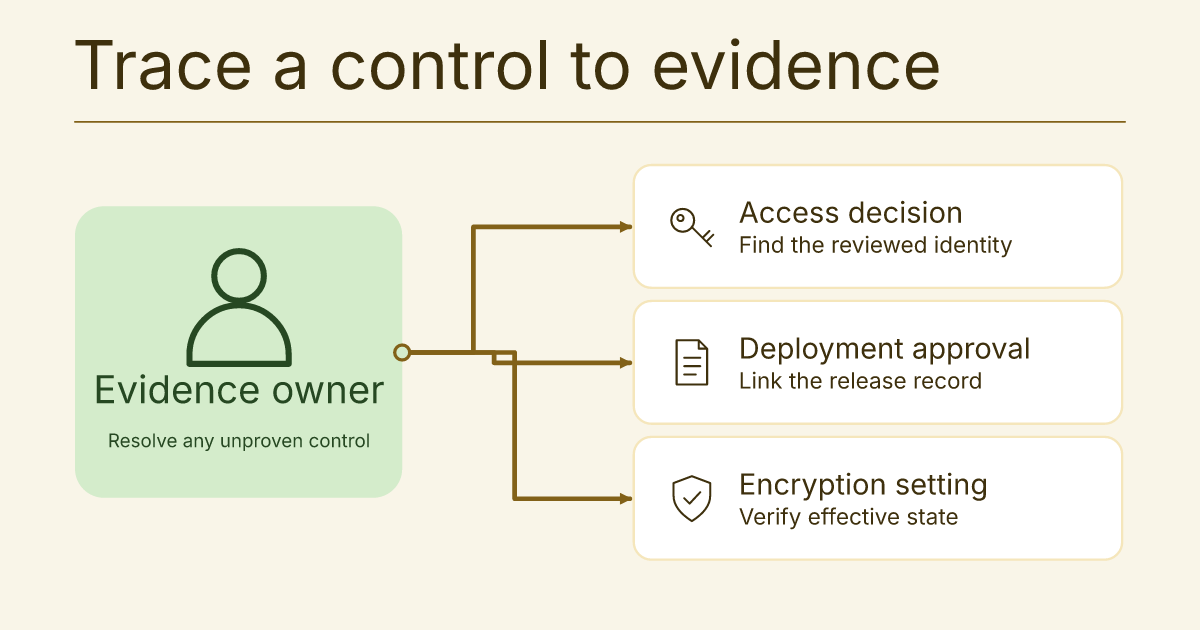 Trace a control to evidence
Evidence owner
Resolve any unproven control
Access decision
Find the reviewed identity
Deployment approval
Link the release record
Encryption setting
Verify effective state